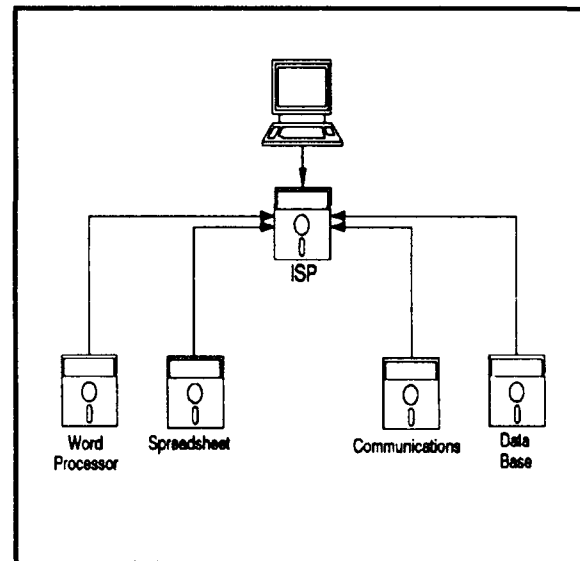 ISP
Word
Processor
Spreadsheet
Communications
Data
Base